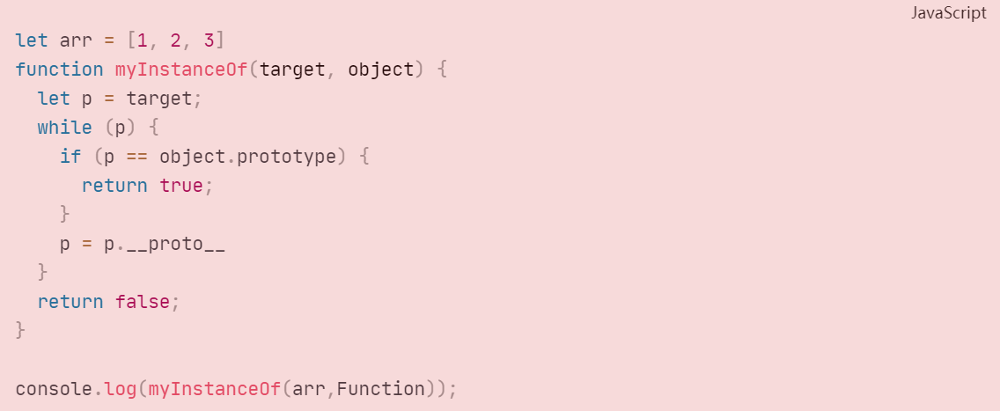 JavaScript
let arr = [1, 2, 3]
function myInstanceOf(target, object) {
  let p = target;
  while (p) {
    if (p == object.prototype) {
      return true;
    }
    p = p.__proto__
  }
  return false;
}
console.log(myInstanceOf(arr,Function));